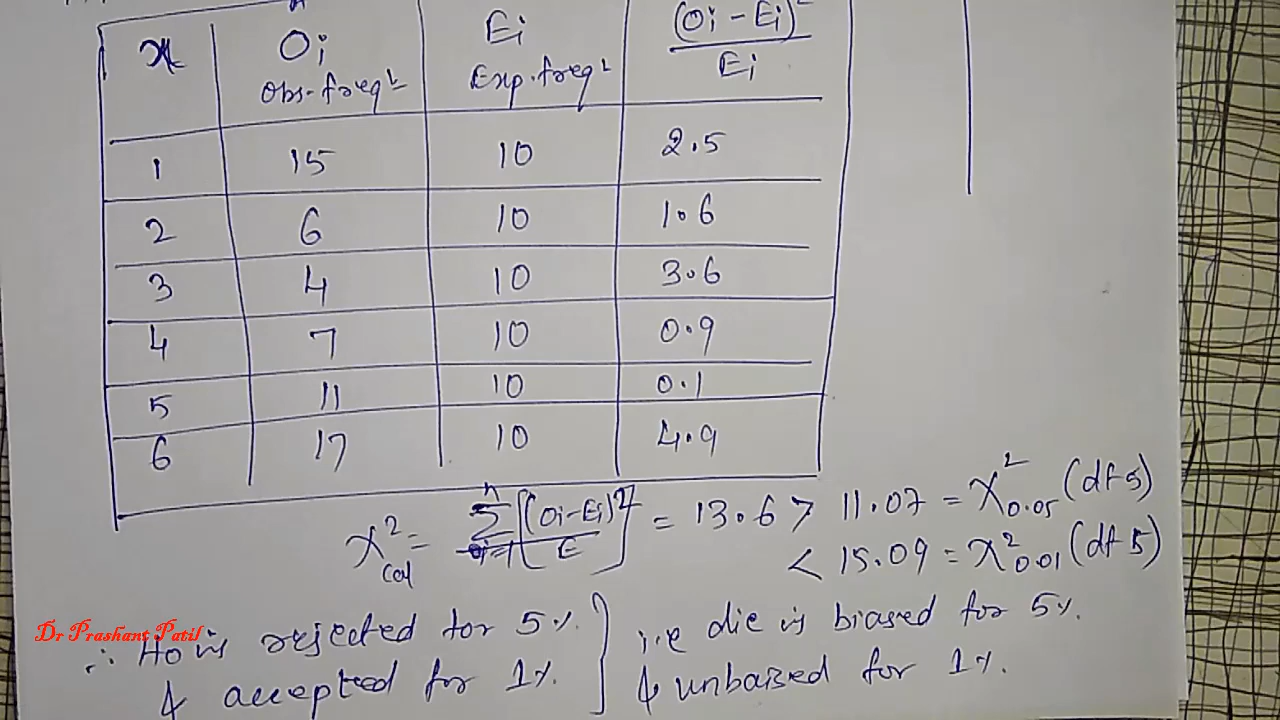 x Oi Ei (Oi - Ei)² / Ei
Obs. freq² Exp. freq²
1 15 10 2.5
2 6 10 1.6
3 4 10 3.6
4 7 10 0.9
5 11 10 0.1
6 17 10 4.9
χ²cal = Σ [(Oi - Ei)² / E] = 13.6 > 11.07 = χ²0.05 (df 5)
< 15.09 = χ²0.01 (df 5)
Dr Prashant Patil
∴ Ho is rejected for 5%. } i.e die is biased for 5%.
& accepted for 1%. & unbaised for 1%.